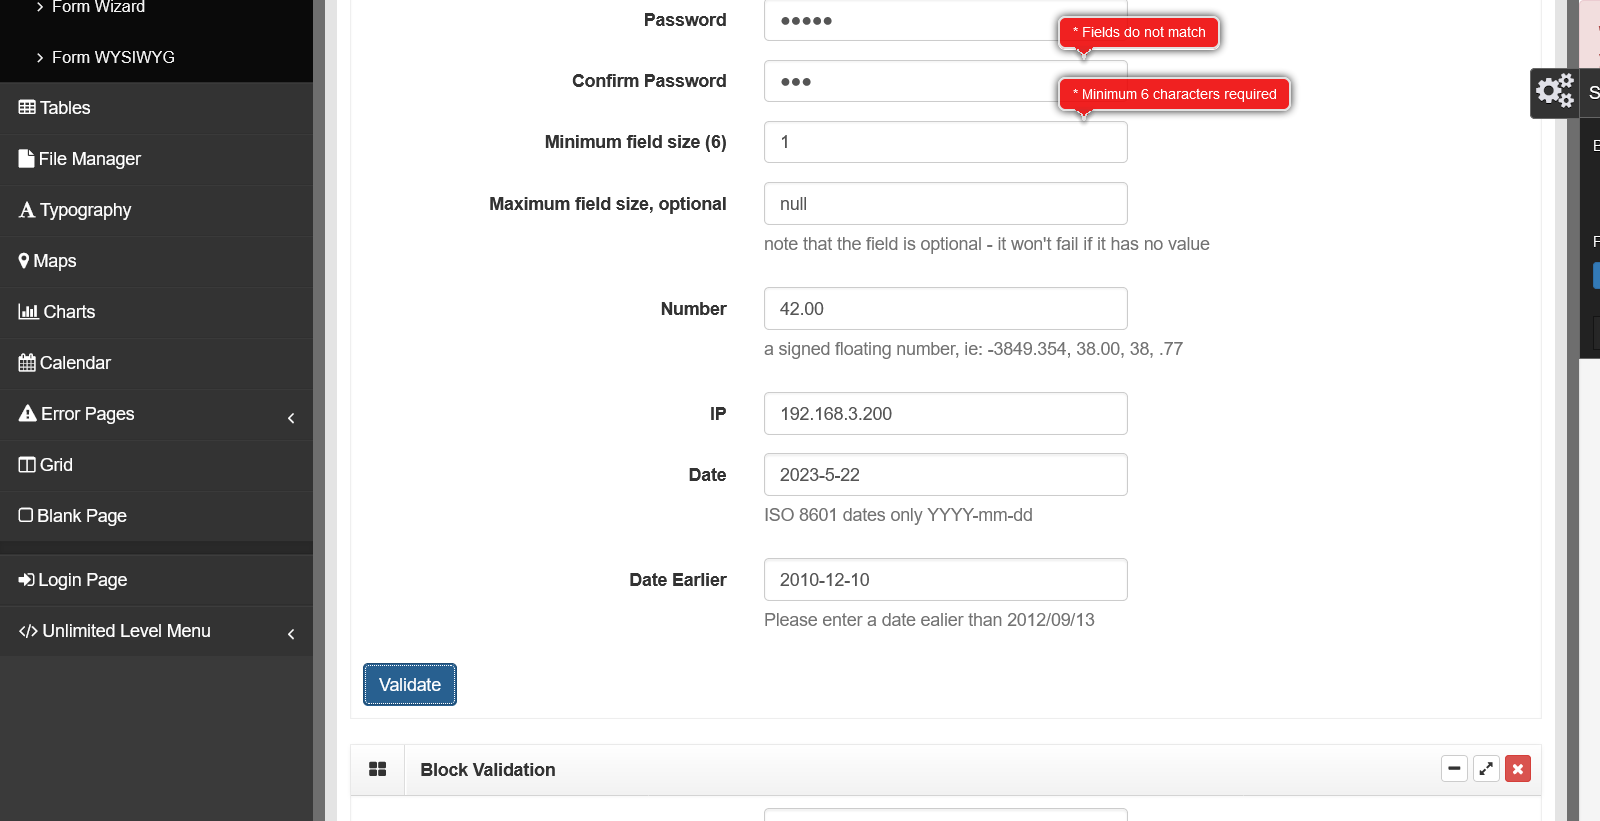 Form Wizard
Form WYSIWYG
Tables
File Manager
Typography
Maps
Charts
Calendar
Error Pages
Grid
Blank Page
Login Page
Unlimited Level Menu
Password
* Fields do not match
Confirm Password
* Minimum 6 characters required
Minimum field size (6)
1
Maximum field size, optional
null
note that the field is optional - it won't fail if it has no value
Number
42.00
a signed floating number, ie: -3849.354, 38.00, 38, .77
IP
192.168.3.200
Date
2023-5-22
ISO 8601 dates only YYYY-mm-dd
Date Earlier
2010-12-10
Please enter a date ealier than 2012/09/13
Validate
Block Validation